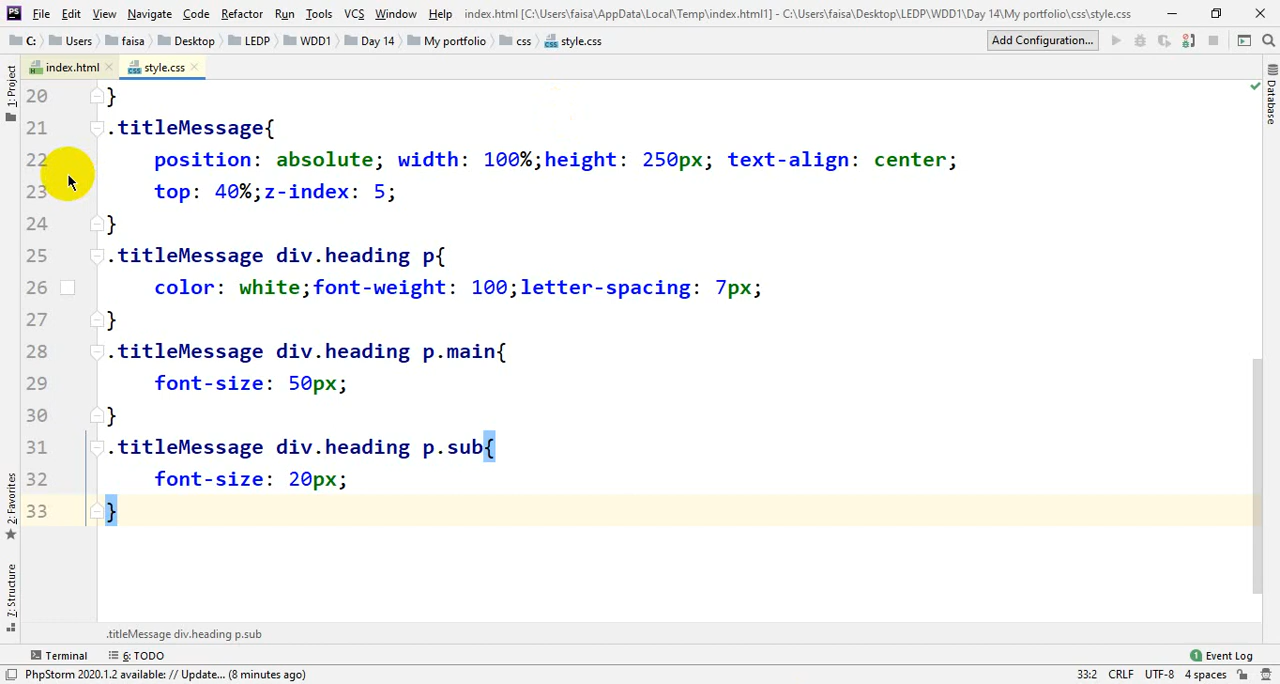 PS File Edit View Navigate Code Refactor Run Tools VCS Window Help index.html [C:\Users\faisa\AppData\Local\Temp\index.html1] - C:\Users\faisa\Desktop\LEDP\WDD1\Day 14\My portfolio\css\style.css
C: Users faisa Desktop LEDP WDD1 Day 14 My portfolio css style.css Add Configuration...
1: Project
index.html style.css
Database
20 }
21 .titleMessage{
22 position: absolute; width: 100%;height: 250px; text-align: center;
23 top: 40%;z-index: 5;
24 }
25 .titleMessage div.heading p{
26 color: white;font-weight: 100;letter-spacing: 7px;
27 }
28 .titleMessage div.heading p.main{
29 font-size: 50px;
30 }
31 .titleMessage div.heading p.sub{
32 font-size: 20px;
33 }
2: Favorites
Z: Structure
.titleMessage div.heading p.sub
Terminal 6: TODO 1 Event Log
PhpStorm 2020.1.2 available: // Update... (8 minutes ago) 33:2 CRLF UTF-8 4 spaces